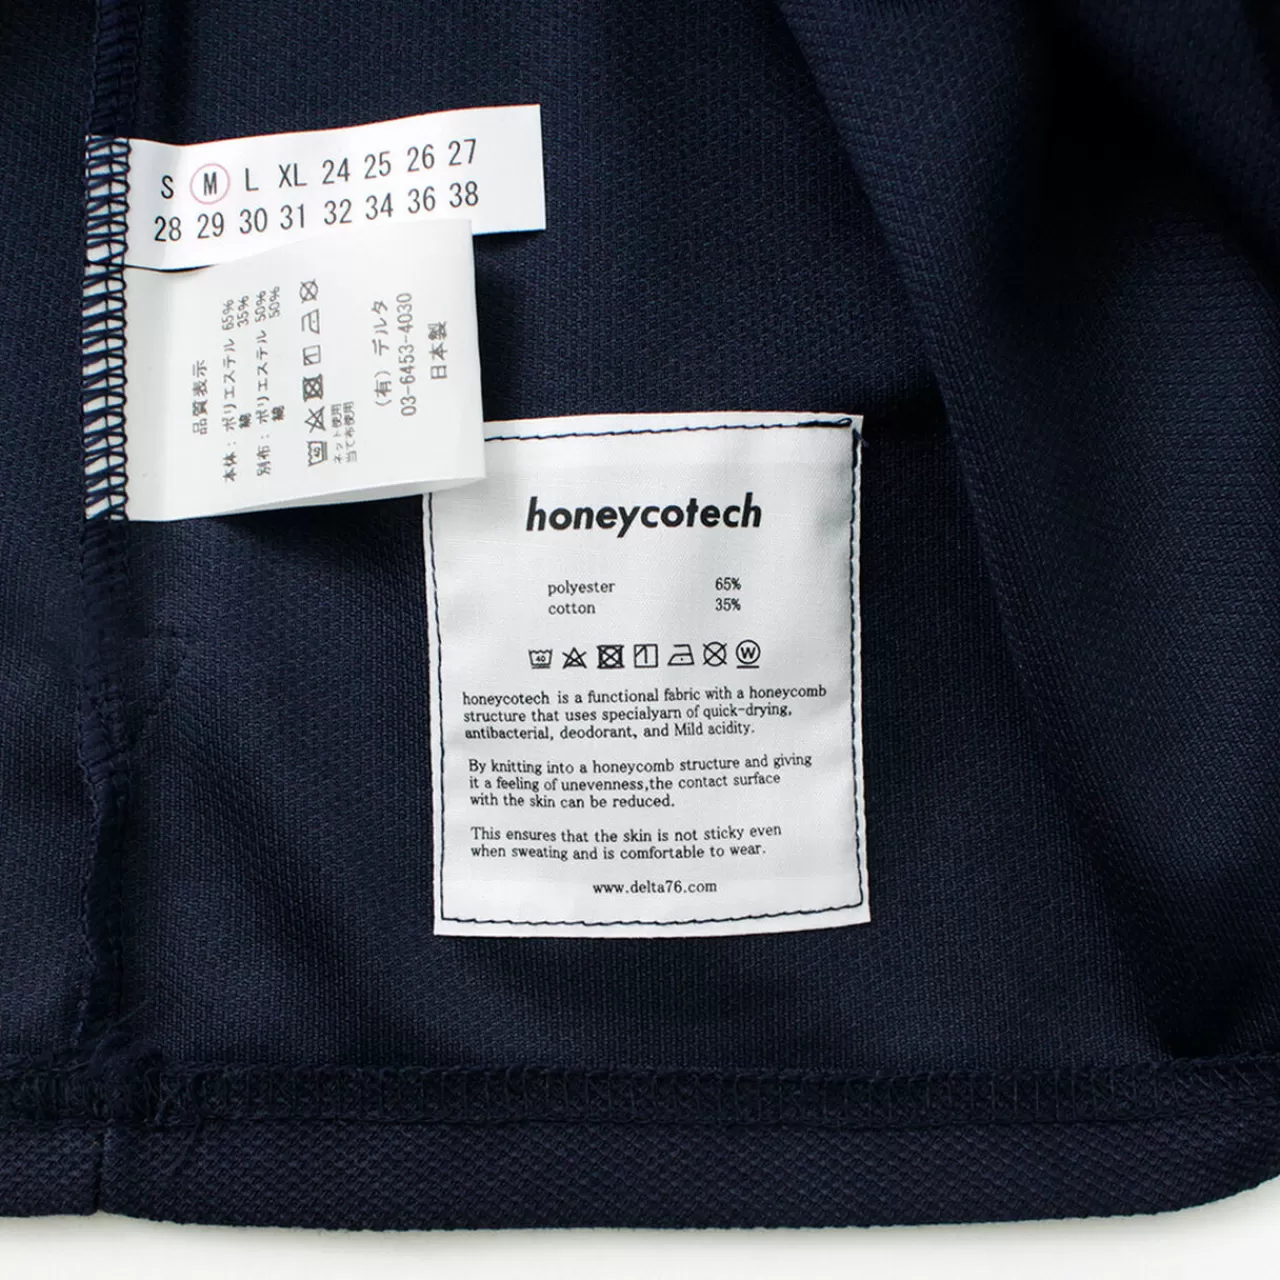 S M L XL 24 25 26 27
28 29 30 31 32 34 36 38
品質表示
本体：ポリエステル 65%
綿 35%
別布：ポリエステル 50%
綿 50%
40
ネット使用
当て布使用
(有) デルタ
03-6453-4030
日本製
honeycotech
polyester 65%
cotton 35%
40 W
honeycotech is a functional fabric with a honeycomb
structure that uses specialyarn of quick-drying,
antibacterial, deodorant, and Mild acidity.
By knitting into a honeycomb structure and giving
it a feeling of unevenness,the contact surface
with the skin can be reduced.
This ensures that the skin is not sticky even
when sweating and is comfortable to wear.
www.delta76.com